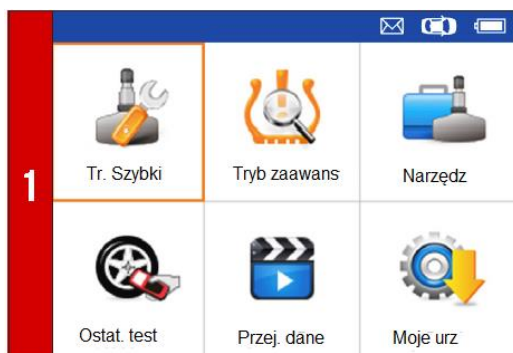 1
Tr. Szybki
Tryb zaawans
Narzędz
Ostat. test
Przej. dane
Moje urz